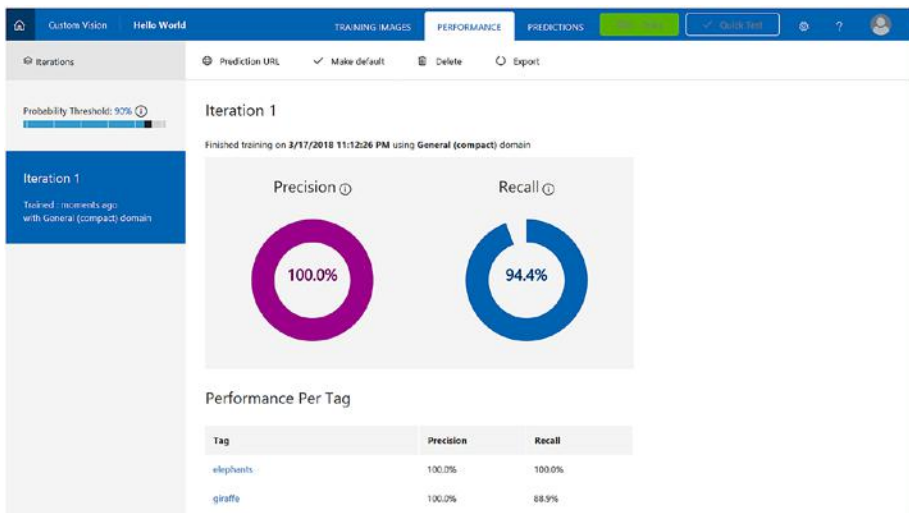 Custom Vision Hello World TRAINING IMAGES PERFORMANCE PREDICTIONS Quick Test ?
Iterations Prediction URL Make default Delete Export
Probability Threshold: 90%
Iteration 1
Finished training on 3/17/2018 11:12:26 PM using General (compact) domain
Iteration 1
Trained : moments ago
with General (compact) domain
Precision Recall
100.0% 94.4%
Performance Per Tag
Tag Precision Recall
elephants 100.0% 100.0%
giraffe 100.0% 88.9%